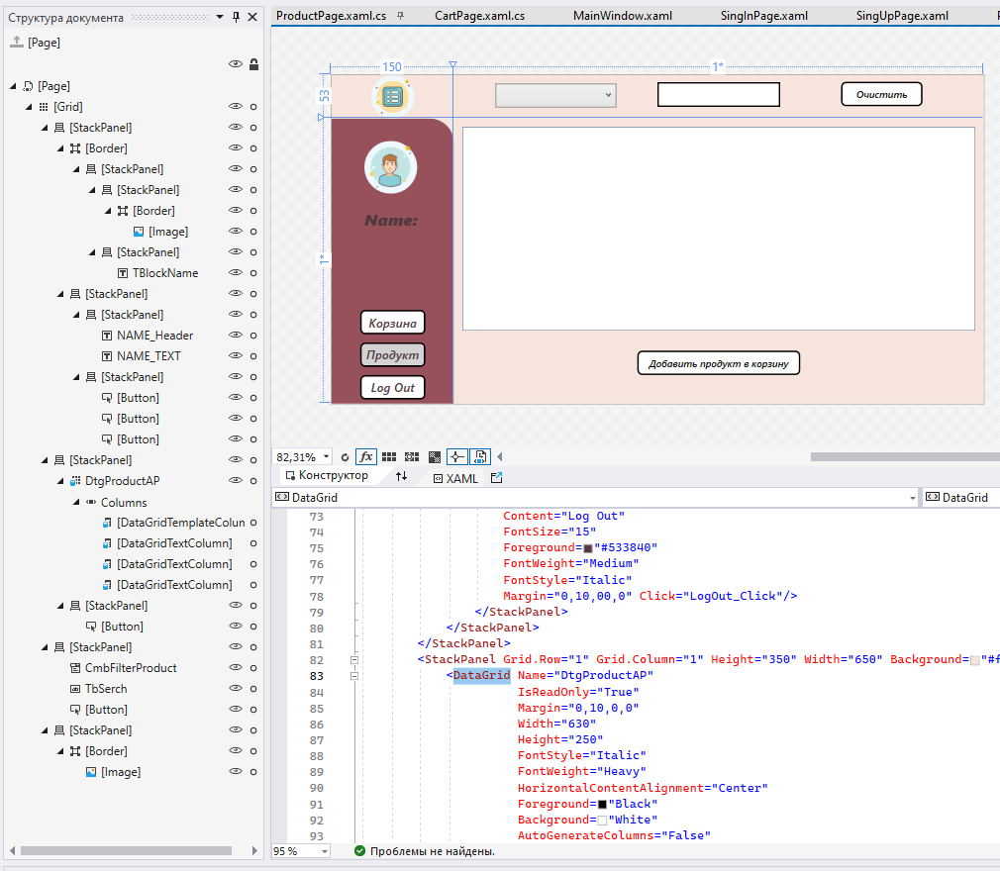 Структура документа
[Page]
[Page]
[Grid]
[StackPanel]
[Border]
[StackPanel]
[StackPanel]
[Border]
[Image]
[StackPanel]
TBlockName
[StackPanel]
[StackPanel]
NAME_Header
NAME_TEXT
[StackPanel]
[Button]
[Button]
[Button]
[StackPanel]
DtgProductAP
Columns
[DataGridTemplateColun
[DataGridTextColumn]
[DataGridTextColumn]
[DataGridTextColumn]
[StackPanel]
[Button]
[StackPanel]
CmbFilterProduct
TbSerch
[Button]
[StackPanel]
[Border]
[Image]
ProductPage.xaml.cs CartPage.xaml.cs MainWindow.xaml SingInPage.xaml SingUpPage.xaml
150 1*
53
Очистить
Name:
1*
Корзина
Продукт
Log Out
Добавить продукт в корзину
82,31% fx
Конструктор XAML
DataGrid DataGrid
73 Content="Log Out"
74 FontSize="15"
75 Foreground="#533840"
76 FontWeight="Medium"
77 FontStyle="Italic"
78 Margin="0,10,00,0" Click="LogOut_Click"/>
79 </StackPanel>
80 </StackPanel>
81 </StackPanel>
82 <StackPanel Grid.Row="1" Grid.Column="1" Height="350" Width="650" Background="#f
83 <DataGrid Name="DtgProductAP"
84 IsReadOnly="True"
85 Margin="0,10,0,0"
86 Width="630"
87 Height="250"
88 FontStyle="Italic"
89 FontWeight="Heavy"
90 HorizontalContentAlignment="Center"
91 Foreground="Black"
92 Background="White"
93 AutoGenerateColumns="False"
95 % Проблемы не найдены.